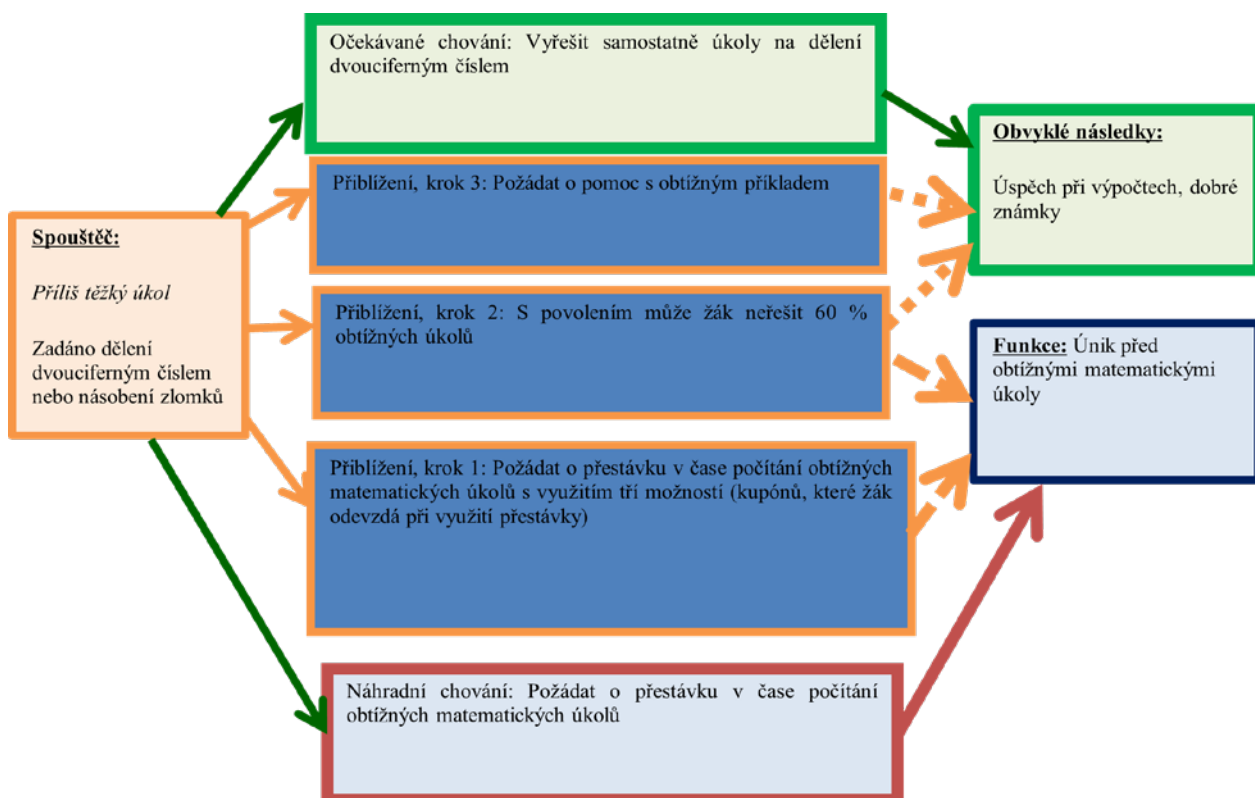 Očekávané chování: Vyřešit samostatně úkoly na dělení
dvouciferným číslem
Obvyklé následky:
Úspěch při výpočtech, dobré
známky
Přiblížení, krok 3: Požádat o pomoc s obtížným příkladem
Spouštěč:
Příliš těžký úkol
Zadáno dělení
dvouciferným číslem
nebo násobení zlomků
Přiblížení, krok 2: S povolením může žák neřešit 60 %
obtížných úkolů
Funkce: Únik před
obtížnými matematickými
úkoly
Přiblížení, krok 1: Požádat o přestávku v čase počítání obtížných
matematických úkolů s využitím tří možností (kupónů, které žák
odevzdá při využití přestávky)
Náhradní chování: Požádat o přestávku v čase počítání
obtížných matematických úkolů